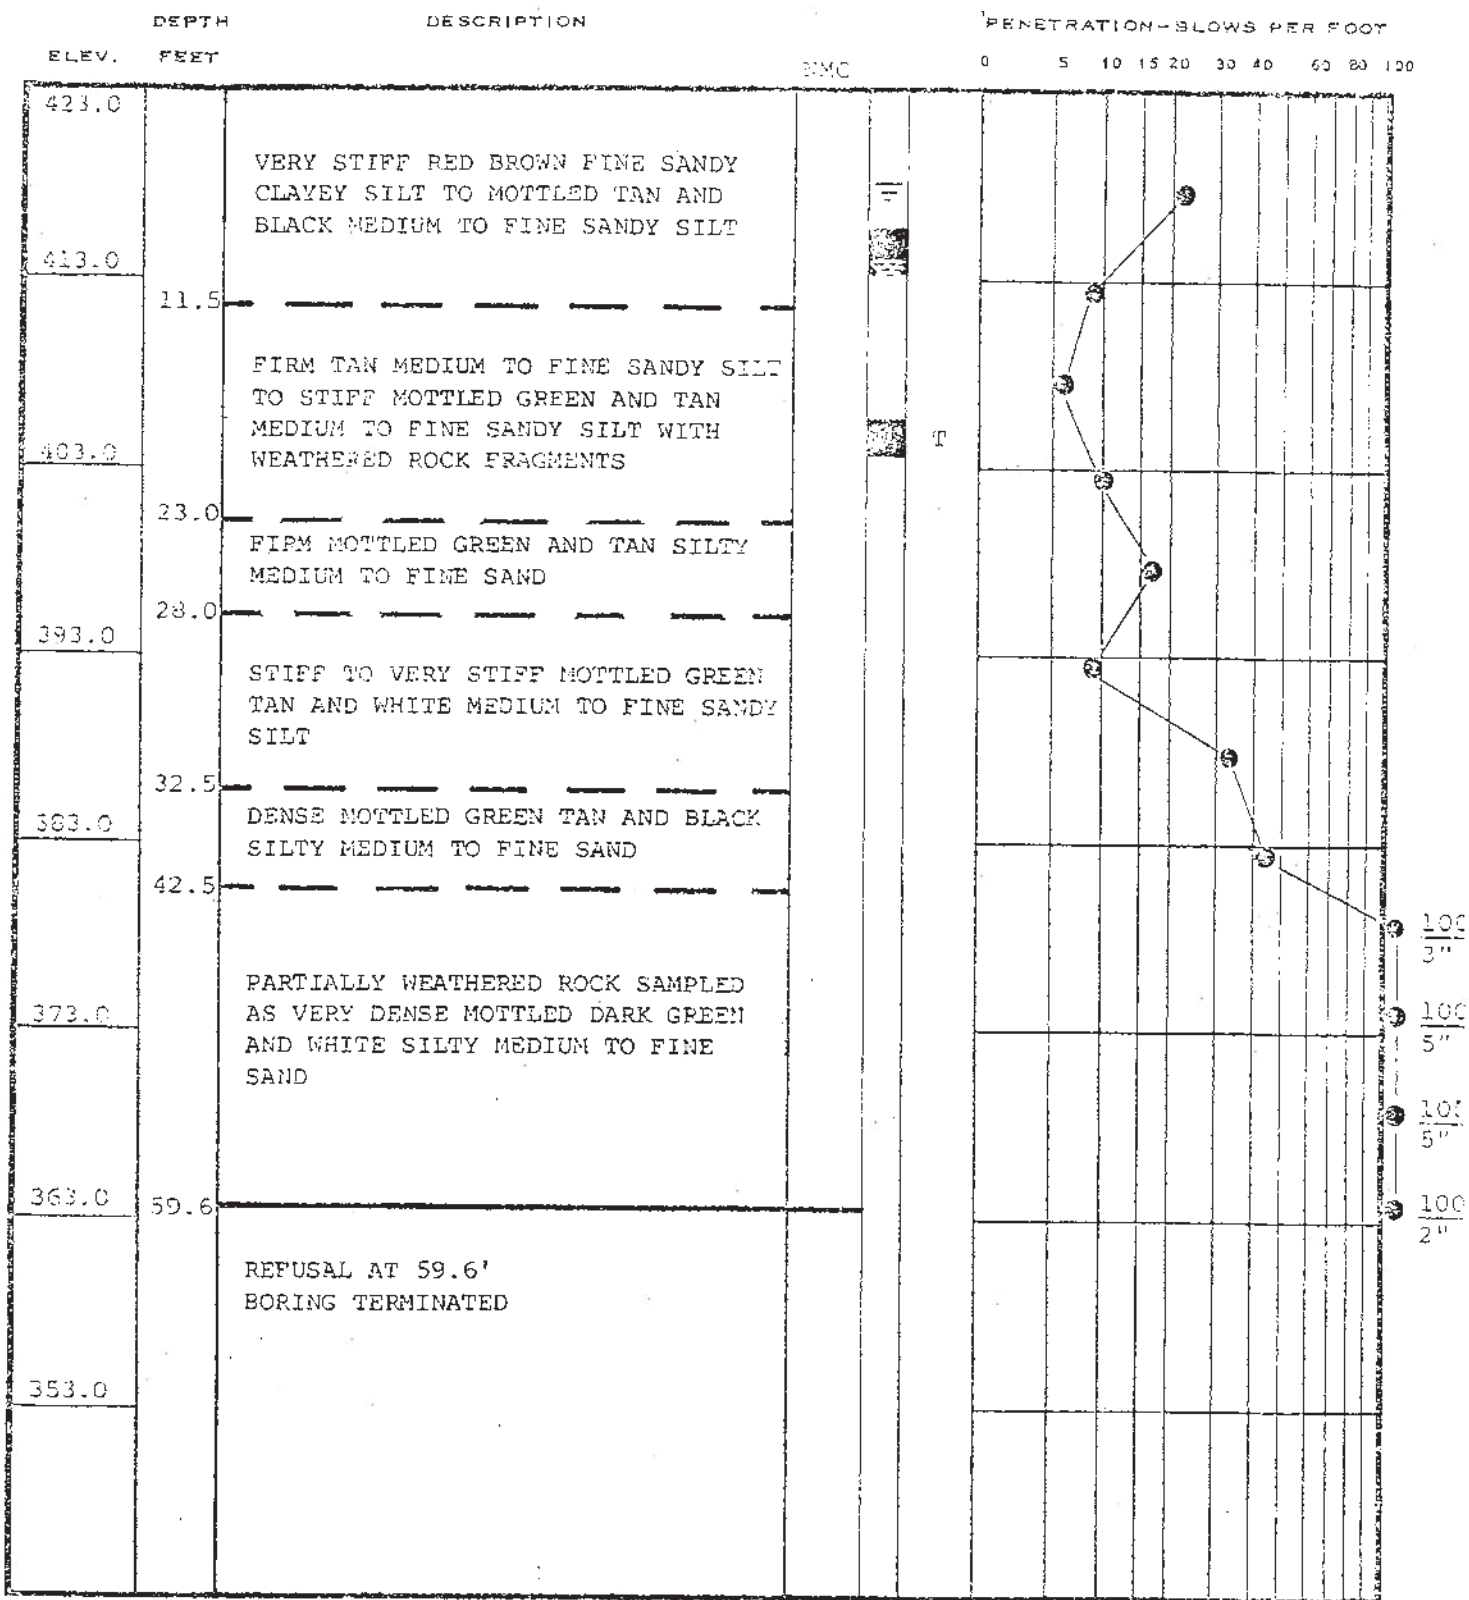 DEPTH DESCRIPTION 'PENETRATION-BLOWS PER FOOT
ELEV. FEET NMC 0 5 10 15 20 30 40 60 80 100
423.0
VERY STIFF RED BROWN FINE SANDY
CLAYEY SILT TO MOTTLED TAN AND
BLACK MEDIUM TO FINE SANDY SILT
413.0
11.5
FIRM TAN MEDIUM TO FINE SANDY SILT
TO STIFF MOTTLED GREEN AND TAN
MEDIUM TO FINE SANDY SILT WITH
T
403.0 WEATHERED ROCK FRAGMENTS
23.0
FIRM MOTTLED GREEN AND TAN SILTY
MEDIUM TO FINE SAND
28.0
393.0
STIFF TO VERY STIFF MOTTLED GREEN
TAN AND WHITE MEDIUM TO FINE SANDY
SILT
32.5
383.0 DENSE MOTTLED GREEN TAN AND BLACK
SILTY MEDIUM TO FINE SAND
42.5
100
3"
PARTIALLY WEATHERED ROCK SAMPLED
373.0 AS VERY DENSE MOTTLED DARK GREEN 100
AND WHITE SILTY MEDIUM TO FINE 5"
SAND
5"
363.0 59.6 100
2"
REFUSAL AT 59.6'
BORING TERMINATED
353.0